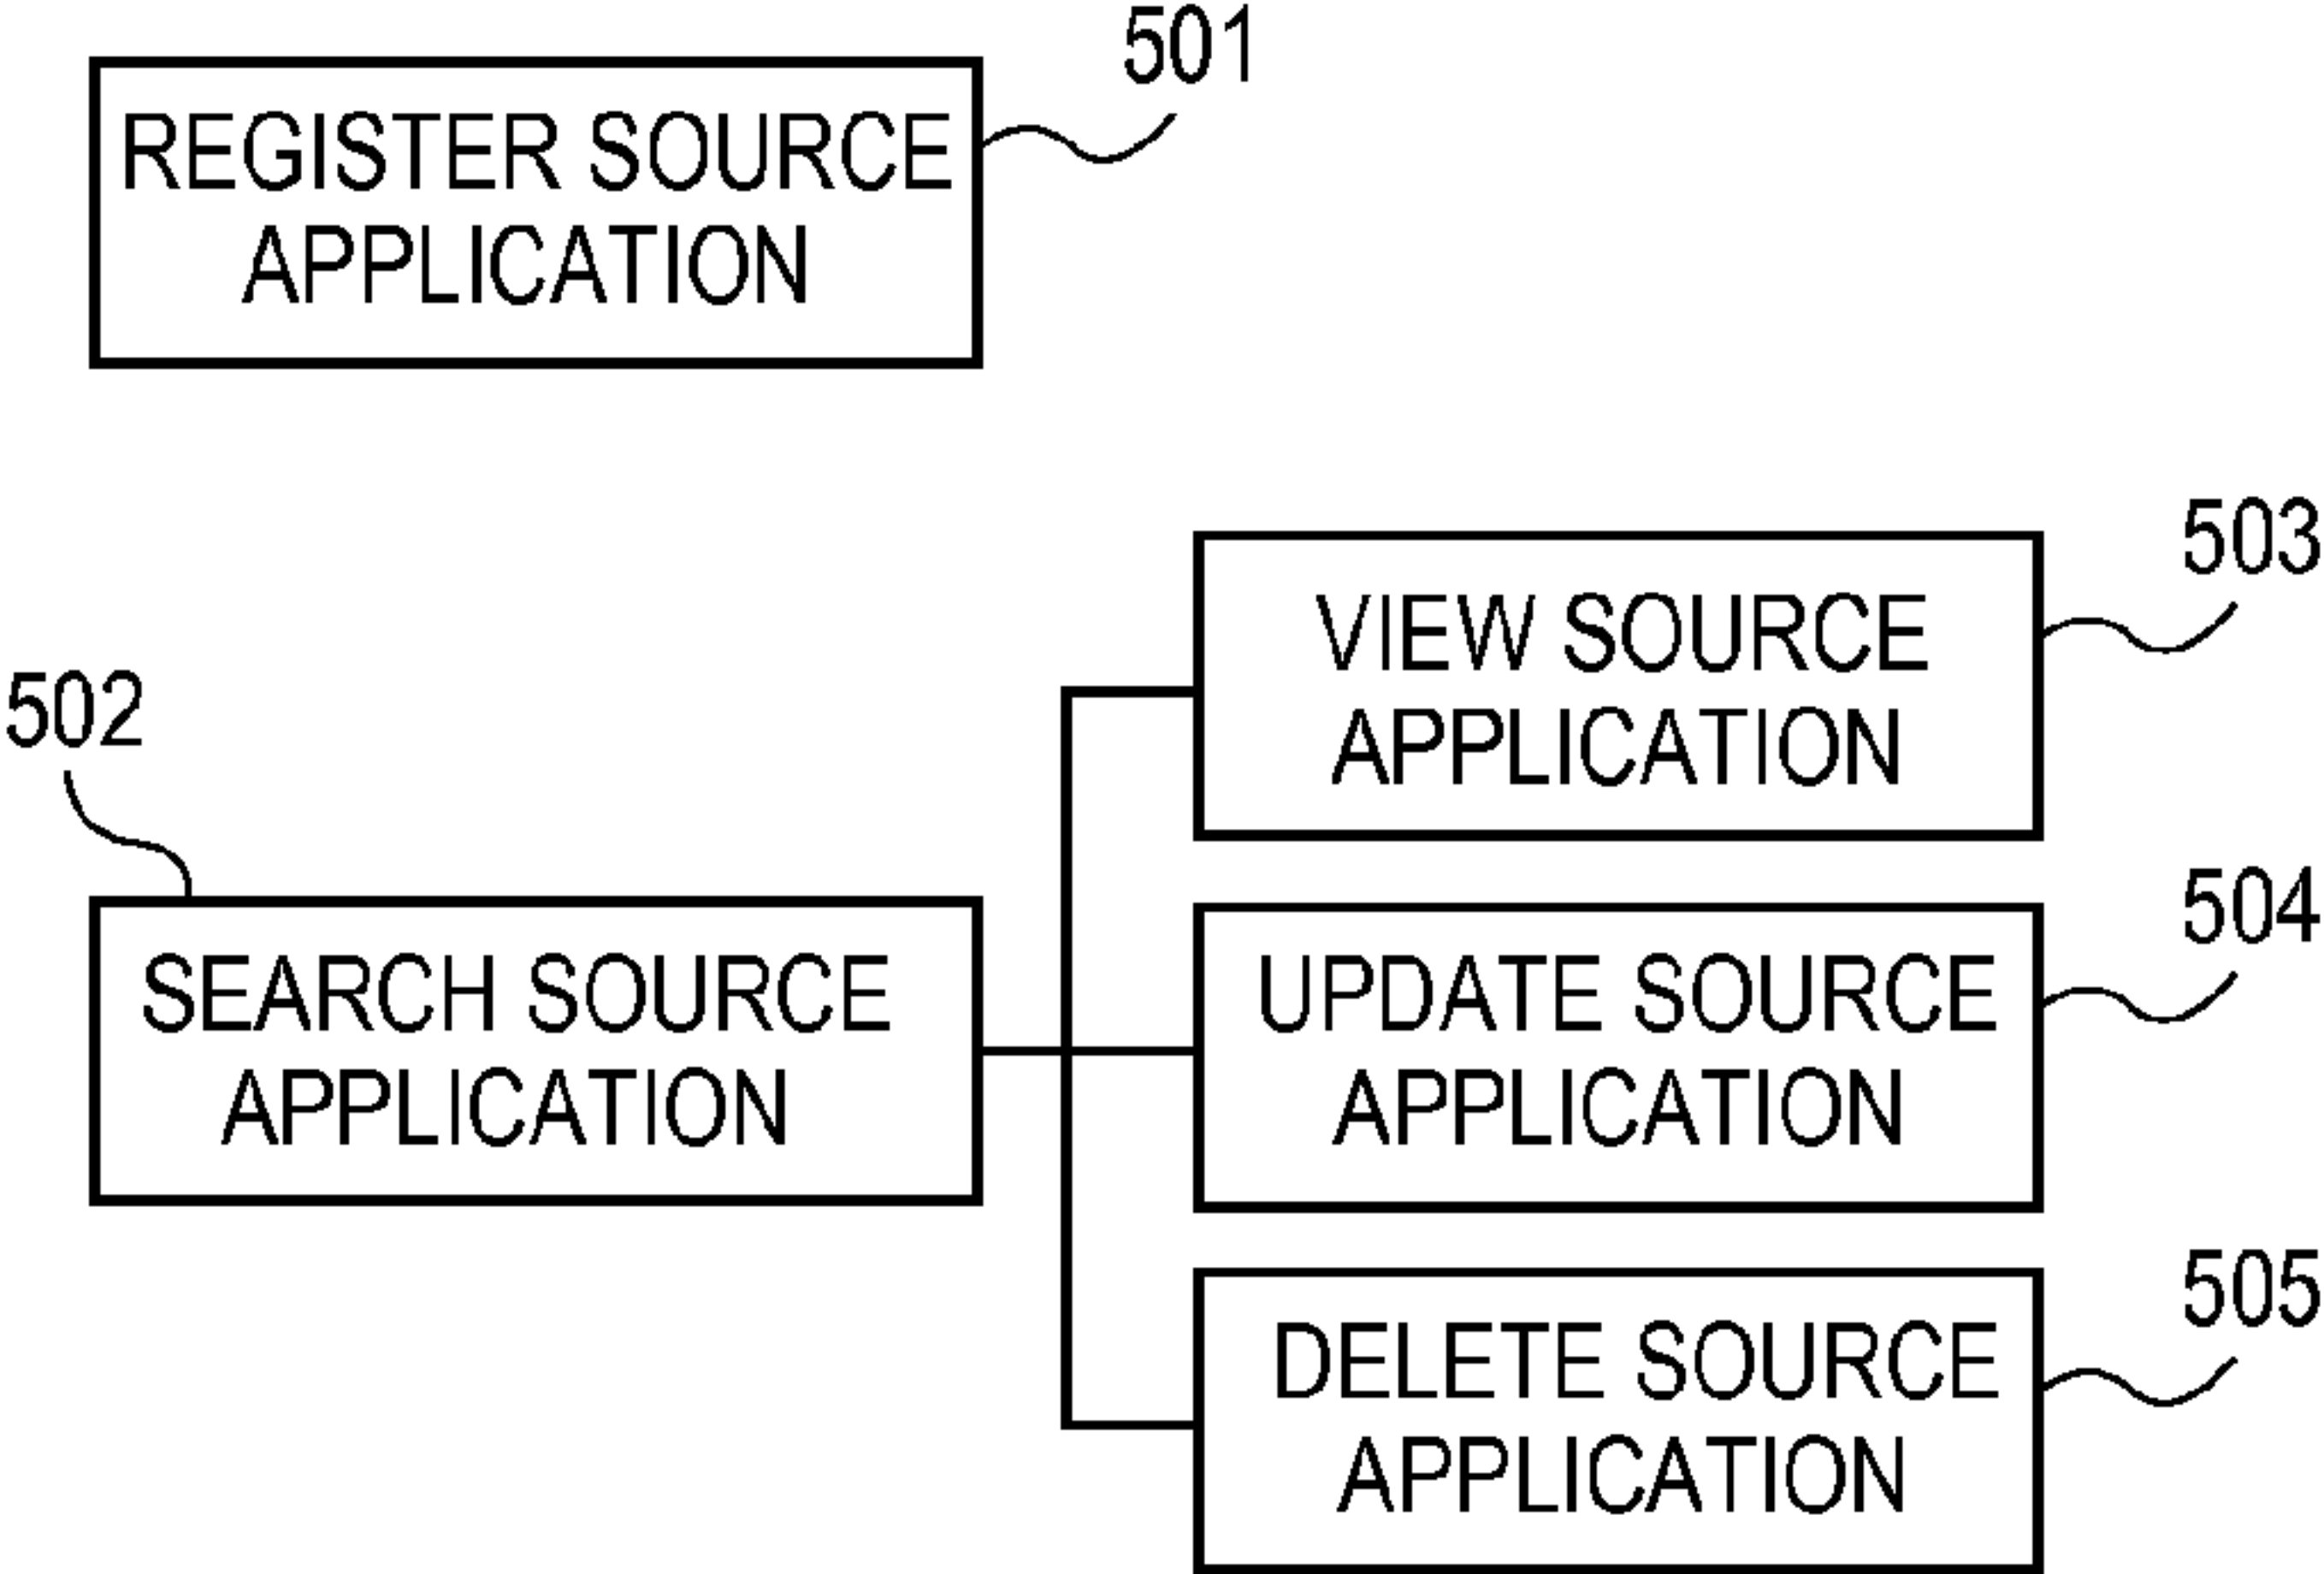 501
REGISTER SOURCE
APPLICATION
502
SEARCH SOURCE
APPLICATION
503
VIEW SOURCE
APPLICATION
504
UPDATE SOURCE
APPLICATION
505
DELETE SOURCE
APPLICATION